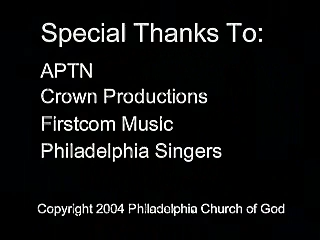 Special Thanks To:
APTN
Crown Productions
Firstcom Music
Philadelphia Singers
Copyright 2004 Philadelphia Church of God